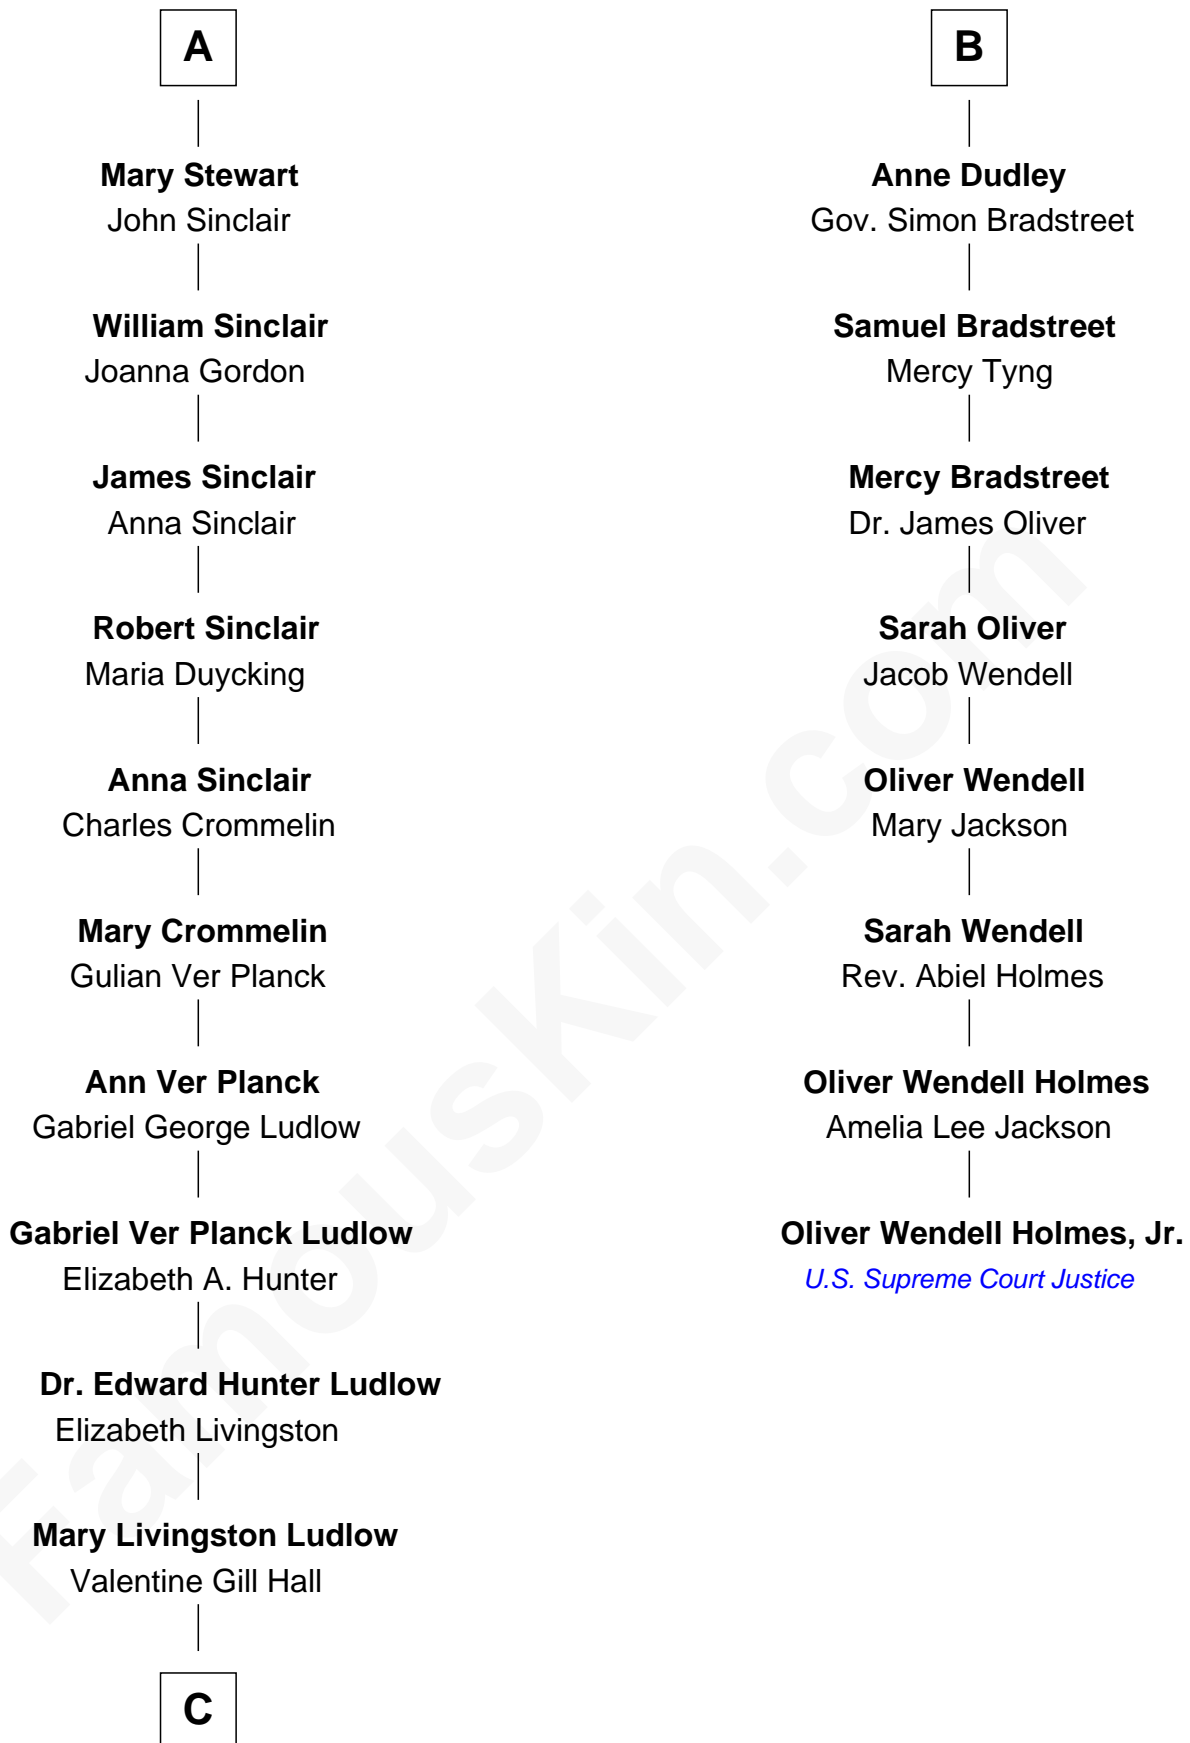 A
Mary Stewart
John Sinclair
William Sinclair
Joanna Gordon
James Sinclair
Anna Sinclair
Robert Sinclair
Maria Duycking
Anna Sinclair
Charles Crommelin
Mary Crommelin
Gulian Ver Planck
Ann Ver Planck
Gabriel George Ludlow
Gabriel Ver Planck Ludlow
Elizabeth A. Hunter
Dr. Edward Hunter Ludlow
Elizabeth Livingston
Mary Livingston Ludlow
Valentine Gill Hall
C
B
Anne Dudley
Gov. Simon Bradstreet
Samuel Bradstreet
Mercy Tyng
Mercy Bradstreet
Dr. James Oliver
Sarah Oliver
Jacob Wendell
Oliver Wendell
Mary Jackson
Sarah Wendell
Rev. Abiel Holmes
Oliver Wendell Holmes
Amelia Lee Jackson
Oliver Wendell Holmes, Jr.
U.S. Supreme Court Justice
FamousKin.com